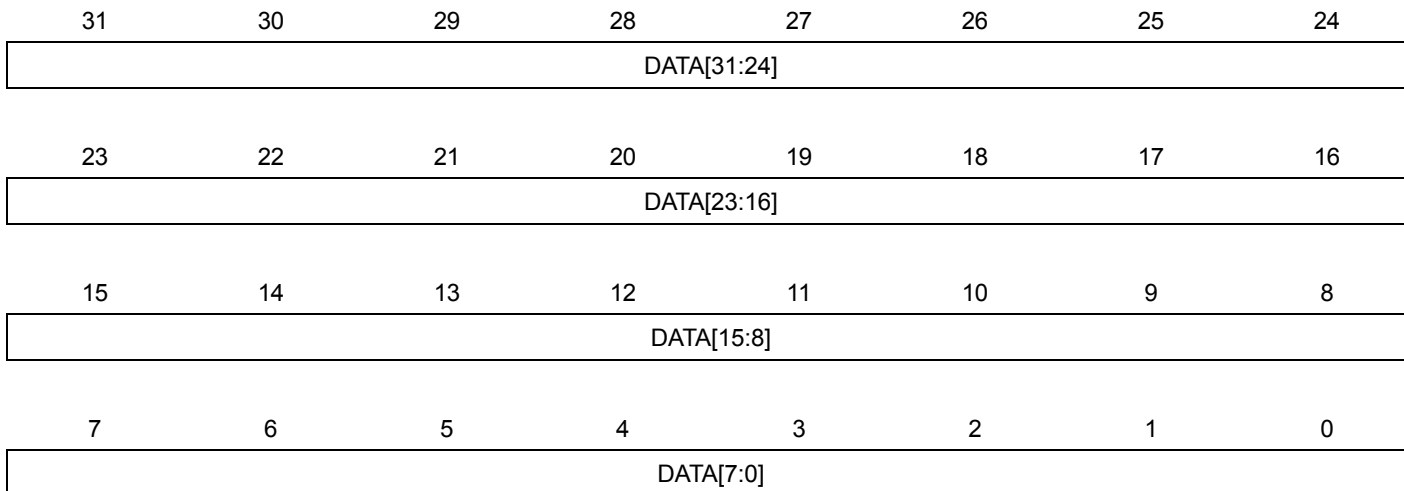 31 30 29 28 27 26 25 24
DATA[31:24]
23 22 21 20 19 18 17 16
DATA[23:16]
15 14 13 12 11 10 9 8
DATA[15:8]
7 6 5 4 3 2 1 0
DATA[7:0]